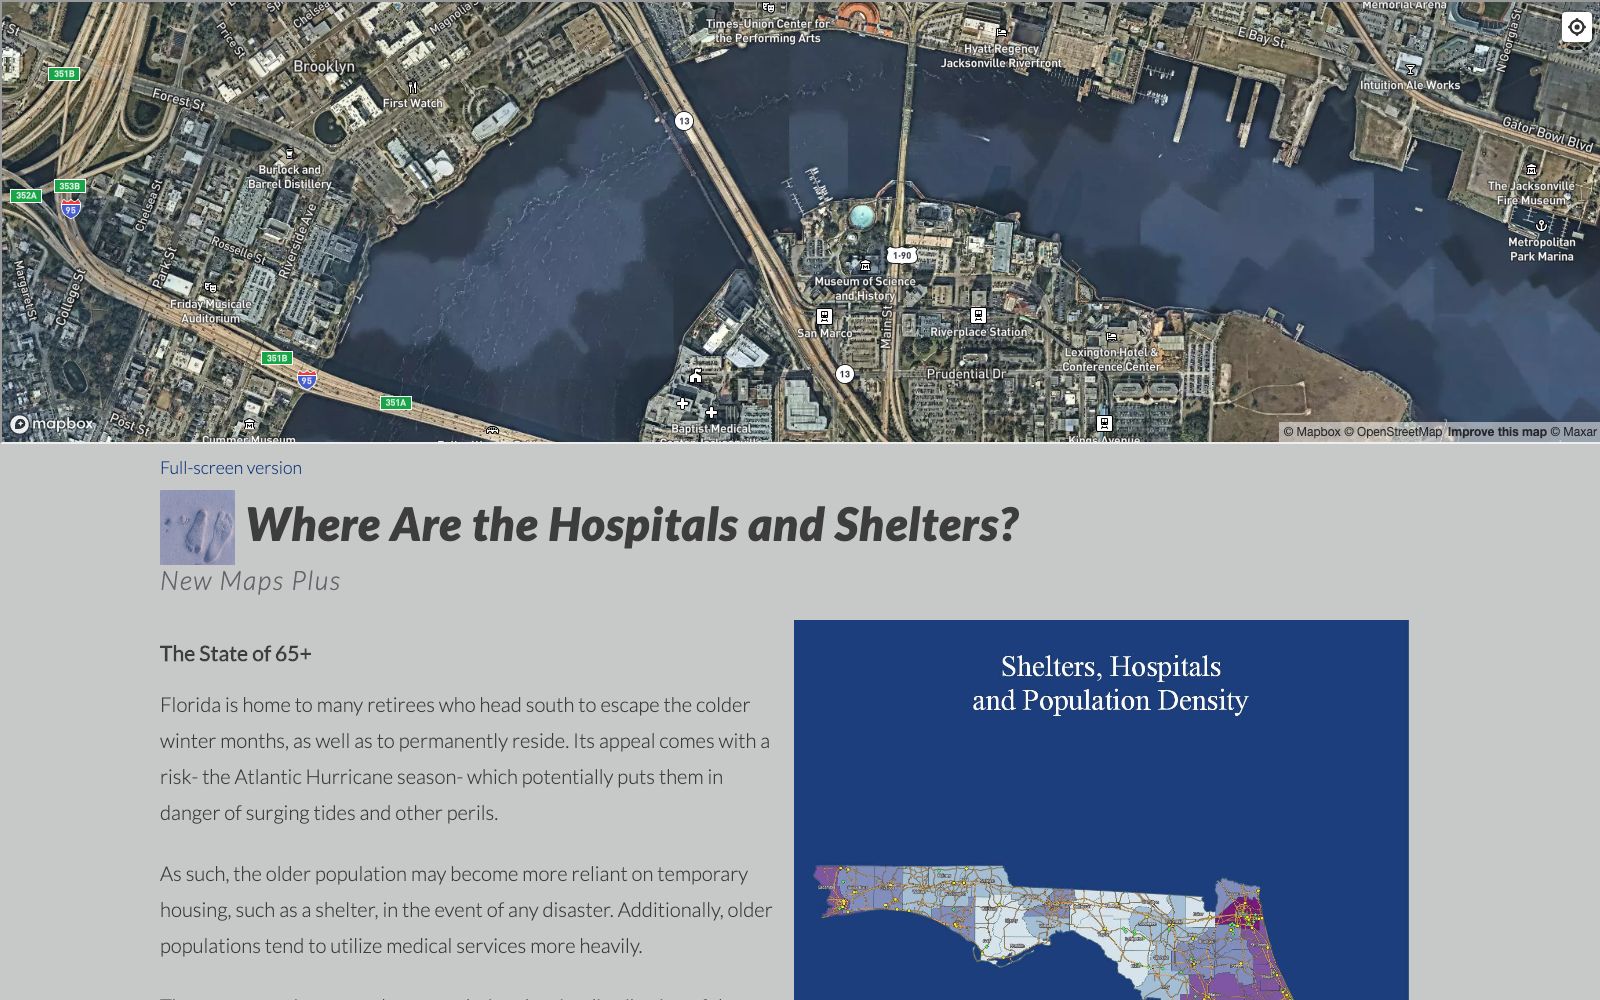 St
Price St
Chelsea
Magnolia S
Times-Union Center for
the Performing Arts
Memorial Arena
E Bay St
N Georgia St
Hyatt Regency
Jacksonville Riverfront
351B
Brooklyn
First Watch
Intuition Ale Works
Forest St
13
Gator Bowl Blvd
Burlock and
Barrel Distillery
353B
352A
95
Chelsea St
The Jacksonville
Fire Museum
Riverside Ave
Rosselle St
Park St
1-90
Metropolitan
Park Marina
Margaret St
College St
Museum of Science
and History
Friday Musicale
Auditorium
San Marco
Main St
Riverplace Station
351B
95
Lexington Hotel &
Conference Center
13
Prudential Dr
351A
Post St
mapbox
Baptist Medical
Cummer Museum
Kings Avenue
© Mapbox © OpenStreetMap Improve this map © Maxar
Full-screen version
Where Are the Hospitals and Shelters?
New Maps Plus
The State of 65+
Florida is home to many retirees who head south to escape the colder
winter months, as well as to permanently reside. Its appeal comes with a
risk- the Atlantic Hurricane season- which potentially puts them in
danger of surging tides and other perils.
As such, the older population may become more reliant on temporary
housing, such as a shelter, in the event of any disaster. Additionally, older
populations tend to utilize medical services more heavily.
Shelters, Hospitals
and Population Density